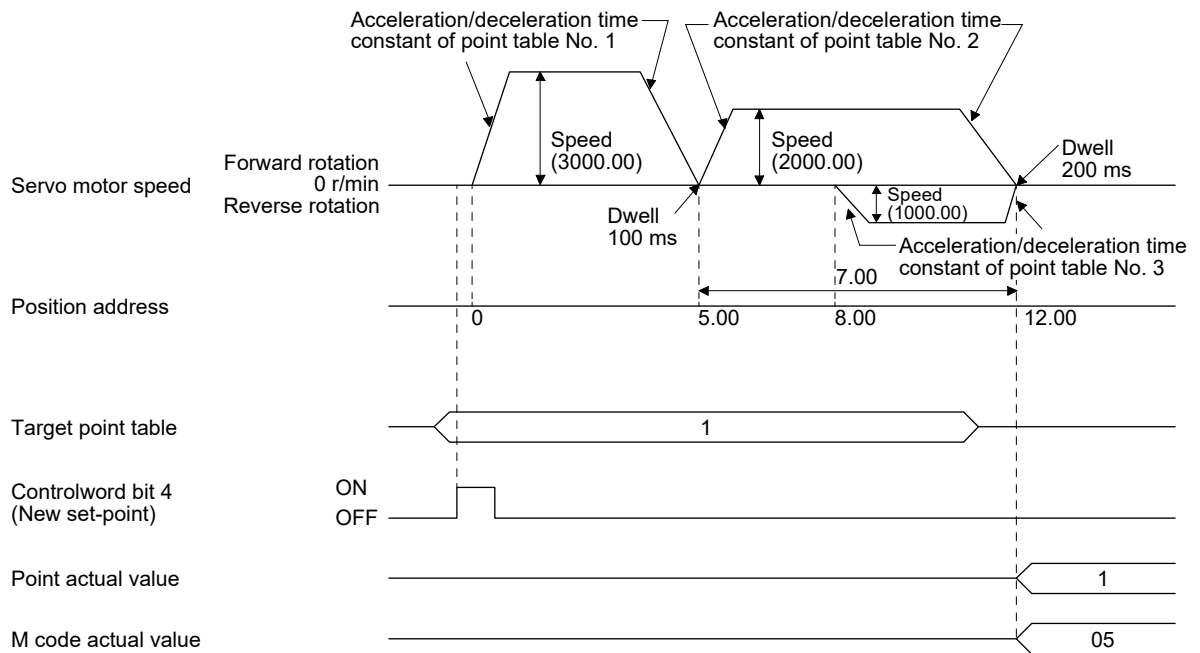 Acceleration/deceleration time
constant of point table No. 1
Acceleration/deceleration time
constant of point table No. 2
Servo motor speed
Forward rotation
0 r/min
Reverse rotation
Speed
(3000.00)
Speed
(2000.00)
Dwell
200 ms
Dwell
100 ms
Speed
(1000.00)
Acceleration/deceleration time
constant of point table No. 3
7.00
Position address
0
5.00
8.00
12.00
Target point table
1
Controlword bit 4
(New set-point)
ON
OFF
Point actual value
1
M code actual value
05